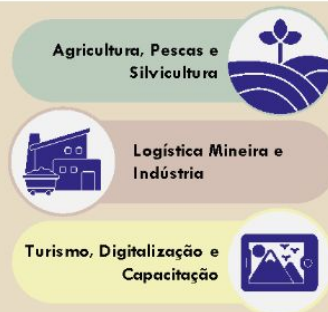 Agricultura, Pescas e
Silvicultura
Logística Mineira e
Indústria
Turismo, Digitalização e
Capacitação